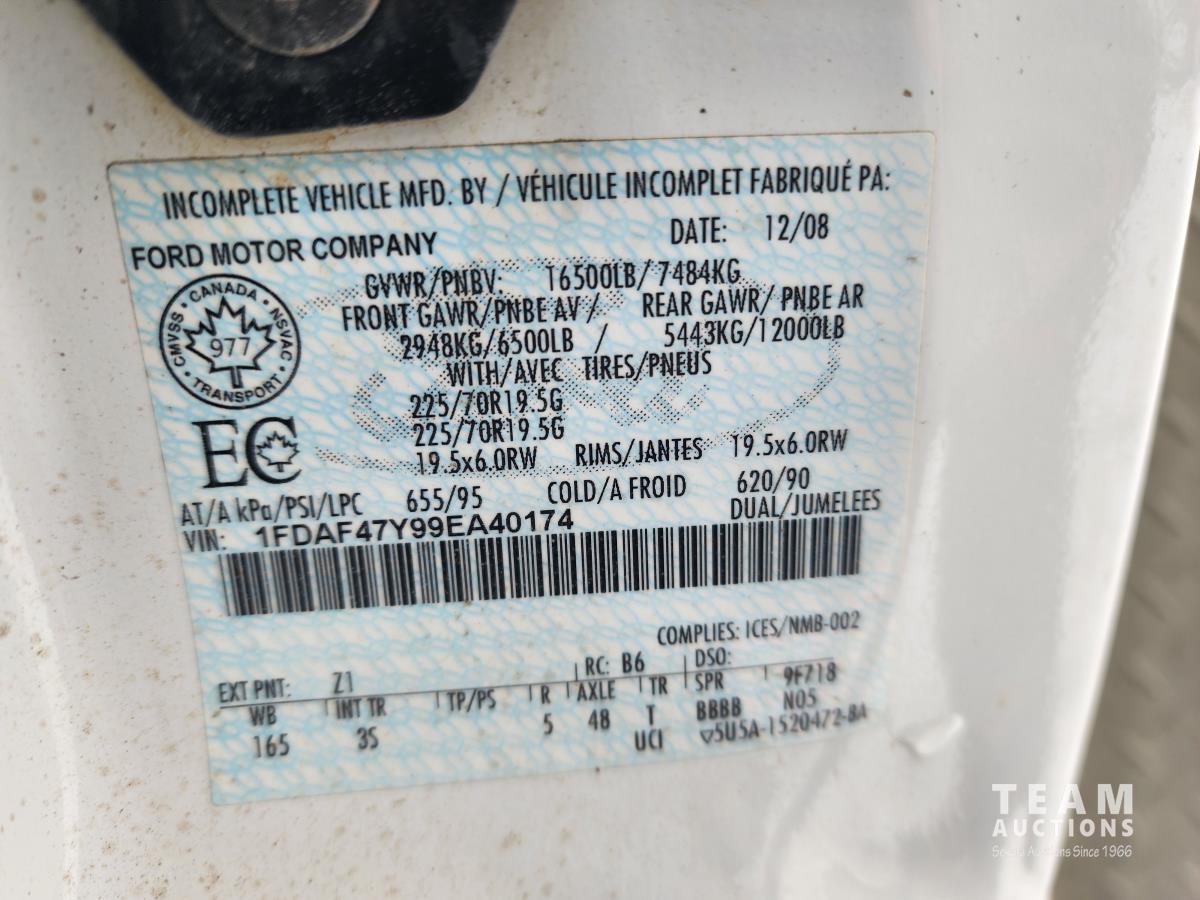 INCOMPLETE VEHICLE MFD. BY / VÉHICULE INCOMPLET FABRIQUÉ PA:
FORD MOTOR COMPANY DATE: 12/08
GVWR/PNBV: 16500LB/ 7484KG
FRONT GAWR/PNBE AV / REAR GAWR/ PNBE AR
2948KG/6500LB / 5443KG/12000LB
WITH/AVEC TIRES/PNEUS
225/70R19.5G
225/70R19.5G
19.5x6.0RW RIMS/JANTES 19.5x6.0RW
AT/A kPa/PSI/LPC 655/95 COLD/A FROID 620/90
DUAL/JUMELEES
VIN: 1FDAF47Y99EA40174
CANADA • NSVAC • TRANSPORT • CMVSS
977
EC
COMPLIES: ICES/NMB-002
EXT PNT: Z1 RC: B6 DSO:
WB INT TR TP/PS R AXLE TR SPR 9F718
165 3S 5 48 T BBBB N05
UCI ▽5U5A-1520472-BA
TEAM
AUCTIONS
Since 1966